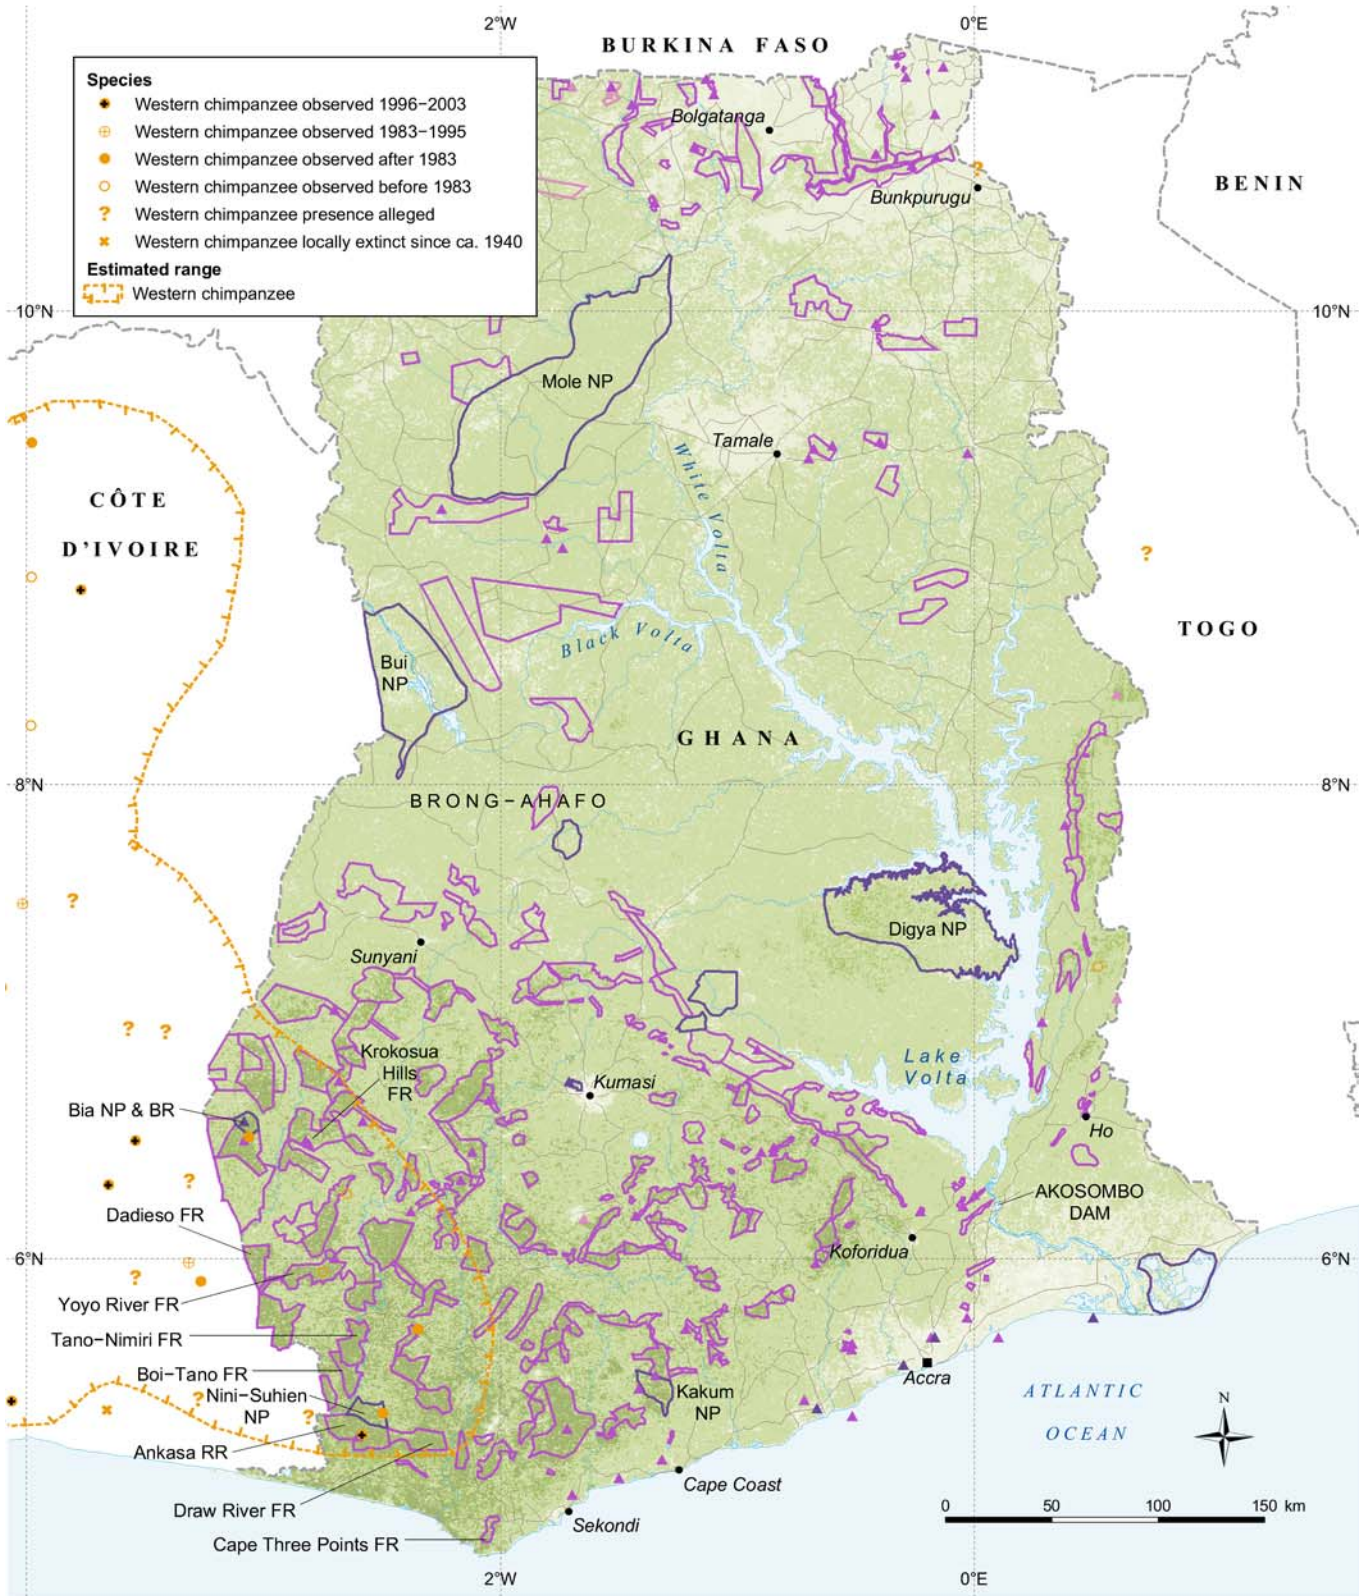 2°W
0°E
BURKINA FASO
Species
Western chimpanzee observed 1996–2003
Western chimpanzee observed 1983–1995
Western chimpanzee observed after 1983
Western chimpanzee observed before 1983
? Western chimpanzee presence alleged
Western chimpanzee locally extinct since ca. 1940
Estimated range
Western chimpanzee
Bolgatanga
?
Bunkpurugu
BENIN
10°N
10°N
Mole NP
Tamale
White Volta
CÔTE
D'IVOIRE
?
TOGO
Black Volta
Bui
NP
GHANA
8°N
8°N
BRONG–AHAFO
?
Digya NP
Sunyani
? ?
Krokosua
Hills
FR
Lake
Volta
Kumasi
Bia NP & BR
Ho
?
AKOSOMBO
DAM
Dadieso FR
Koforidua
6°N
6°N
?
Yoyo River FR
Tano–Nimiri FR
Boi–Tano FR
Accra
?
Nini–Suhien
NP
Kakum
NP
ATLANTIC
OCEAN
N
?
Ankasa RR
Cape Coast
Draw River FR
0 50 100 150 km
Sekondi
Cape Three Points FR
2°W
0°E